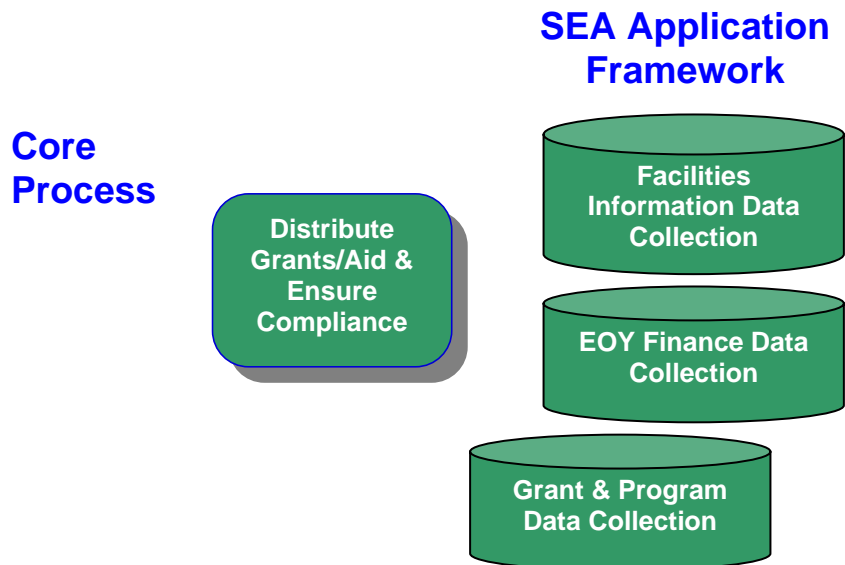 SEA Application
Framework
Core
Process
Distribute
Grants/Aid &
Ensure
Compliance
Facilities
Information Data
Collection
EOY Finance Data
Collection
Grant & Program
Data Collection